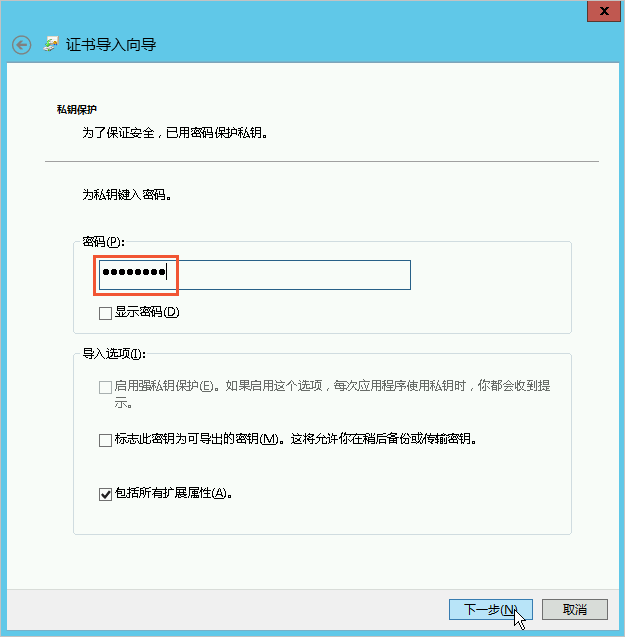 证书导入向导
私钥保护
为了保证安全，已用密码保护私钥。
为私钥键入密码。
密码(P):
●●●●●●●●
显示密码(D)
导入选项(I):
启用强私钥保护(E)。如果启用这个选项，每次应用程序使用私钥时，你都会收到提
示。
标志此密钥为可导出的密钥(M)。这将允许你在稍后备份或传输密钥。
包括所有扩展属性(A)。
下一步(N) 取消